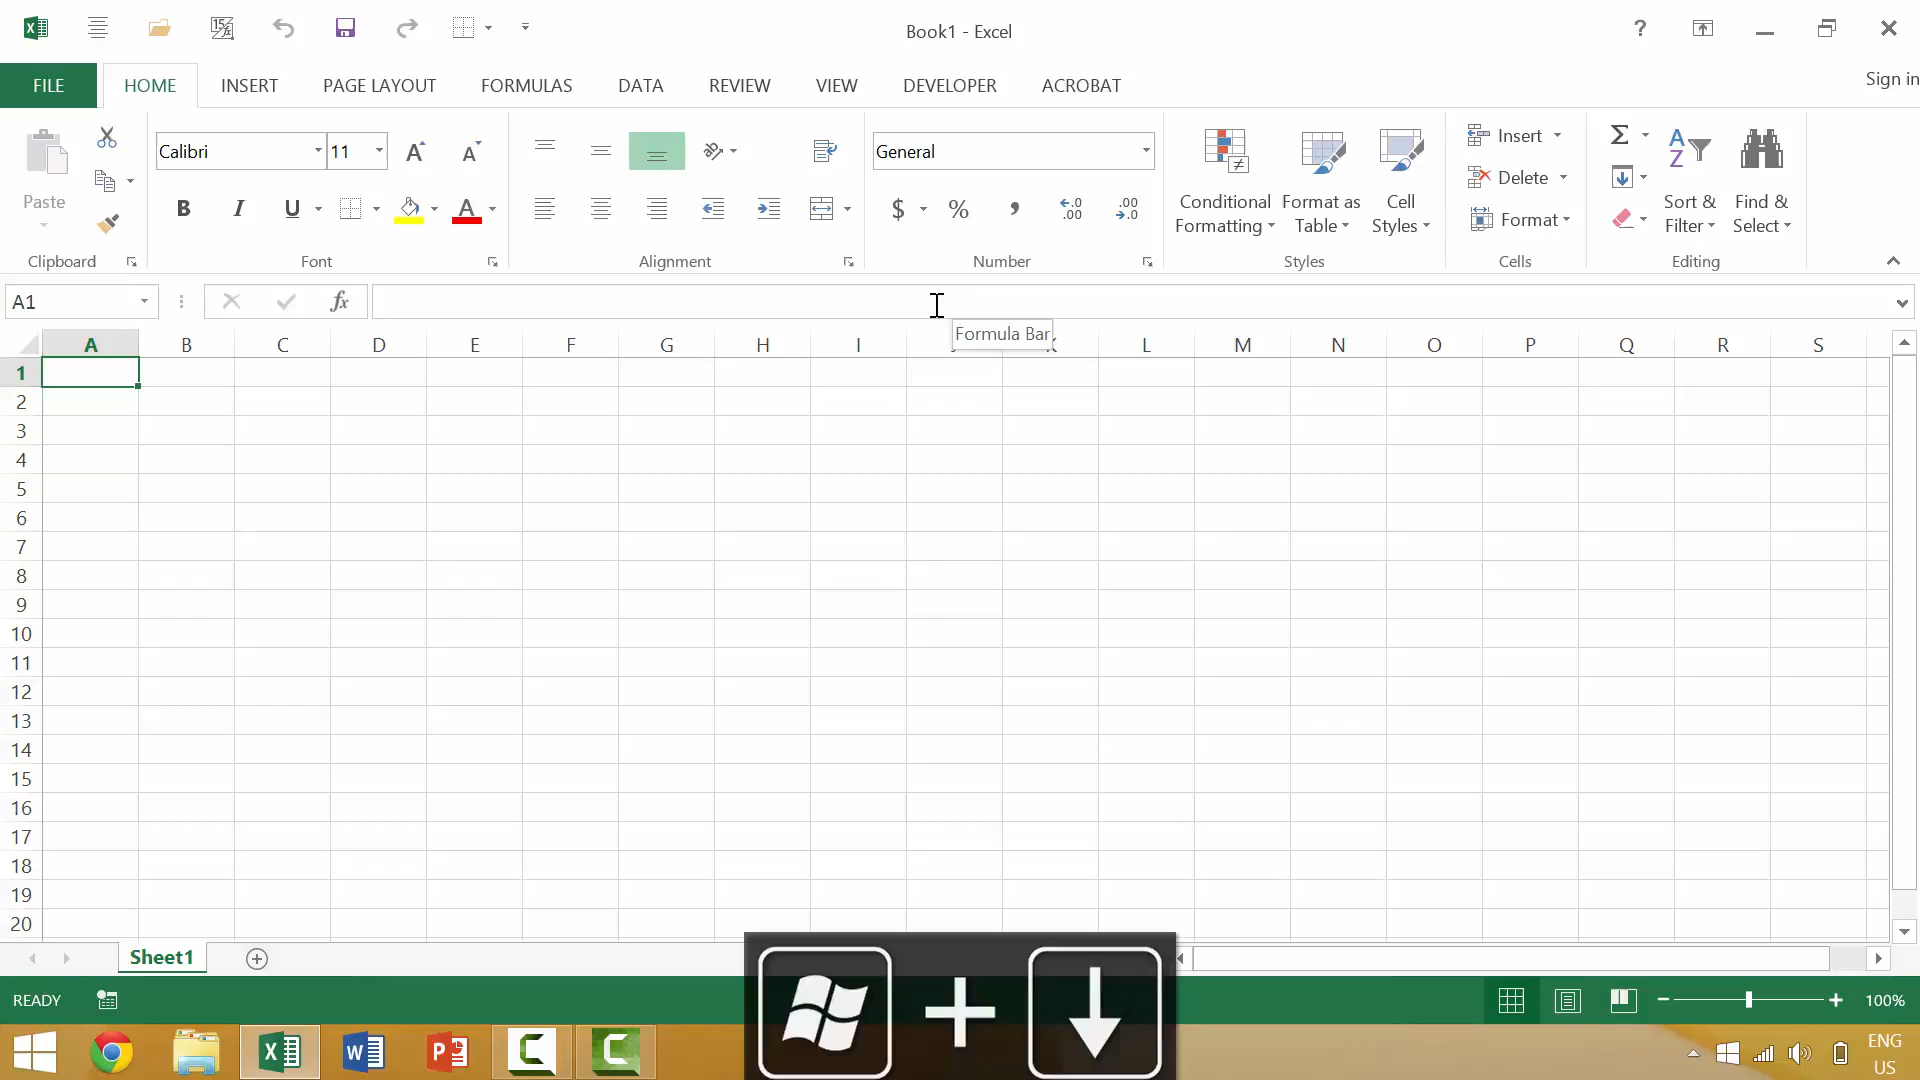 Book1 - Excel
?
FILE HOME INSERT PAGE LAYOUT FORMULAS DATA REVIEW VIEW DEVELOPER ACROBAT Sign in
Paste
Clipboard
Calibri 11 A A
B I U A
Font
Alignment
General
$ % , .00 .00
Number
Conditional Formatting
Format as Table
Cell Styles
Styles
Insert
Delete
Format
Cells
Σ
Sort & Filter
Find & Select
Editing
A1 fx
Formula Bar
A B C D E F G H I K L M N O P Q R S
1
2
3
4
5
6
7
8
9
10
11
12
13
14
15
16
17
18
19
20
Sheet1
READY 100%
ENG
US